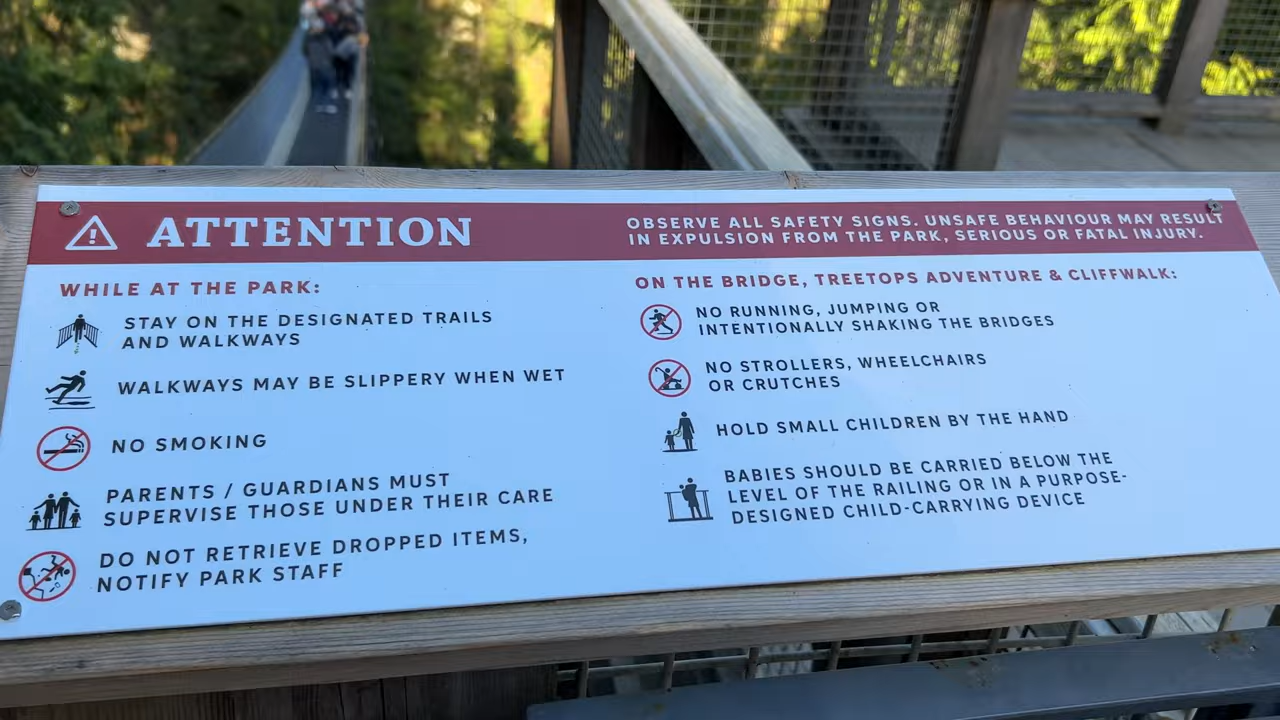 ATTENTION
OBSERVE ALL SAFETY SIGNS. UNSAFE BEHAVIOUR MAY RESULT
IN EXPULSION FROM THE PARK, SERIOUS OR FATAL INJURY.
WHILE AT THE PARK:
STAY ON THE DESIGNATED TRAILS
AND WALKWAYS
WALKWAYS MAY BE SLIPPERY WHEN WET
NO SMOKING
PARENTS / GUARDIANS MUST
SUPERVISE THOSE UNDER THEIR CARE
DO NOT RETRIEVE DROPPED ITEMS,
NOTIFY PARK STAFF
ON THE BRIDGE, TREETOPS ADVENTURE & CLIFFWALK:
NO RUNNING, JUMPING OR
INTENTIONALLY SHAKING THE BRIDGES
NO STROLLERS, WHEELCHAIRS
OR CRUTCHES
HOLD SMALL CHILDREN BY THE HAND
BABIES SHOULD BE CARRIED BELOW THE
LEVEL OF THE RAILING OR IN A PURPOSE-
DESIGNED CHILD-CARRYING DEVICE